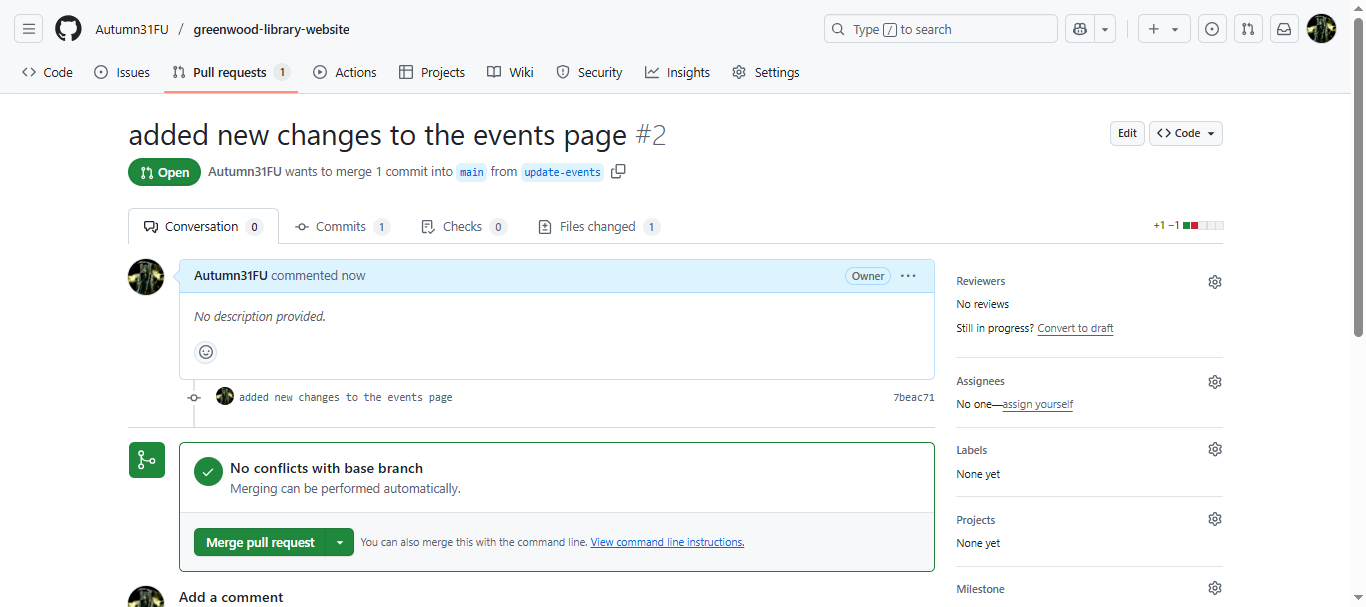 Autumn31FU / greenwood-library-website
Type / to search
Code
Issues
Pull requests 1
Actions
Projects
Wiki
Security
Insights
Settings
added new changes to the events page #2
Edit
Code
Open
Autumn31FU wants to merge 1 commit into main from update-events
Conversation 0
Commits 1
Checks 0
Files changed 1
+1 −1
Autumn31FU commented now
Owner
No description provided.
added new changes to the events page
7beac71
No conflicts with base branch
Merging can be performed automatically.
Merge pull request
You can also merge this with the command line. View command line instructions.
Add a comment
Reviewers
No reviews
Still in progress? Convert to draft
Assignees
No one—assign yourself
Labels
None yet
Projects
None yet
Milestone